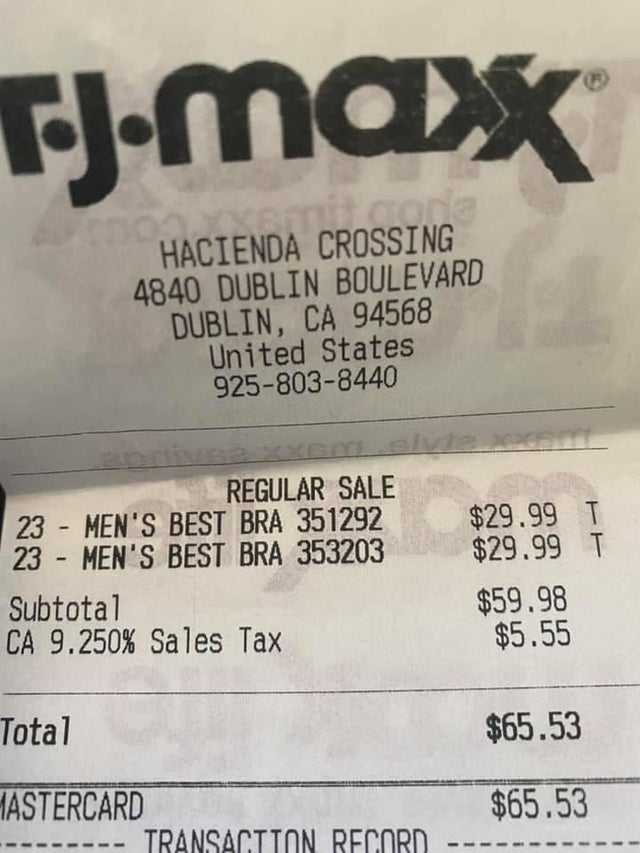 T·J·maxx®
HACIENDA CROSSING
4840 DUBLIN BOULEVARD
DUBLIN, CA 94568
United States
925-803-8440
REGULAR SALE
23 - MEN'S BEST BRA 351292 $29.99 T
23 - MEN'S BEST BRA 353203 $29.99 T
Subtotal $59.98
CA 9.250% Sales Tax $5.55
Total $65.53
MASTERCARD $65.53
-------- TRANSACTION RECORD ------------